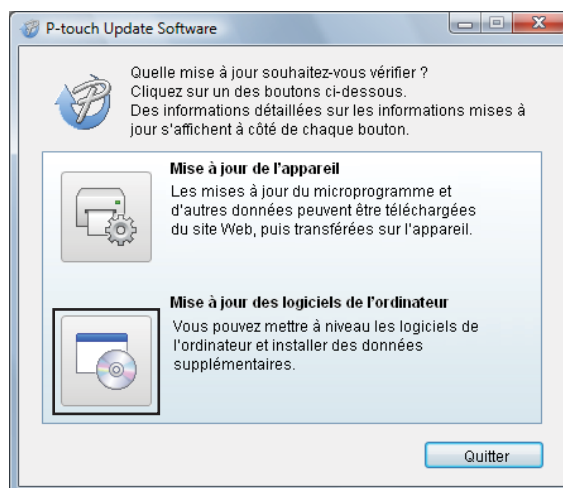 P-touch Update Software
Quelle mise à jour souhaitez-vous vérifier ?
Cliquez sur un des boutons ci-dessous.
Des informations détaillées sur les informations mises à
jour s'affichent à côté de chaque bouton.
Mise à jour de l'appareil
Les mises à jour du microprogramme et
d'autres données peuvent être téléchargées
du site Web, puis transférées sur l'appareil.
Mise à jour des logiciels de l'ordinateur
Vous pouvez mettre à niveau les logiciels de
l'ordinateur et installer des données
supplémentaires.
Quitter